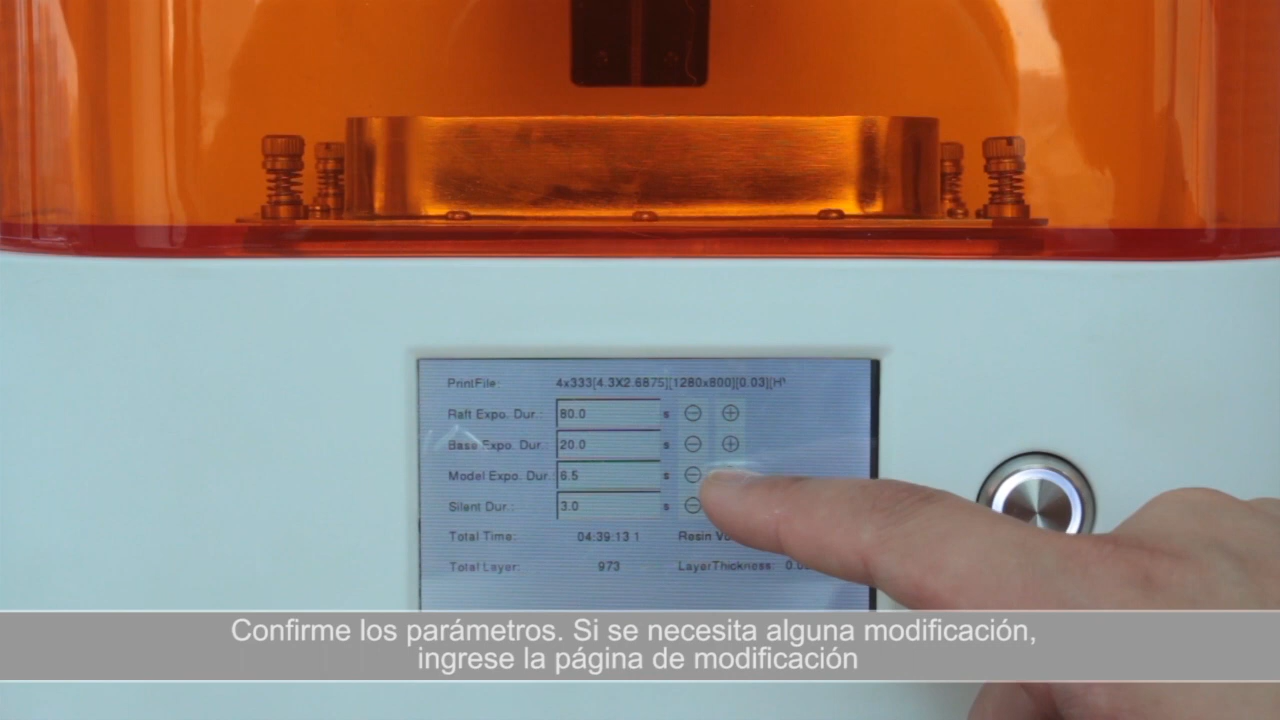 PrintFile: 4x333[4.3X2.6875][1280x800][0.03][H
Raft Expo. Dur.: 80.0 s
Base Expo. Dur.: 20.0 s
Model Expo. Dur. 6.5 s
Silent Dur.: 3.0 s
Total Time: 04:39:13 Resin
Total Layer: 973 LayerThickness:
Confirme los parámetros. Si se necesita alguna modificación,
ingrese la página de modificación